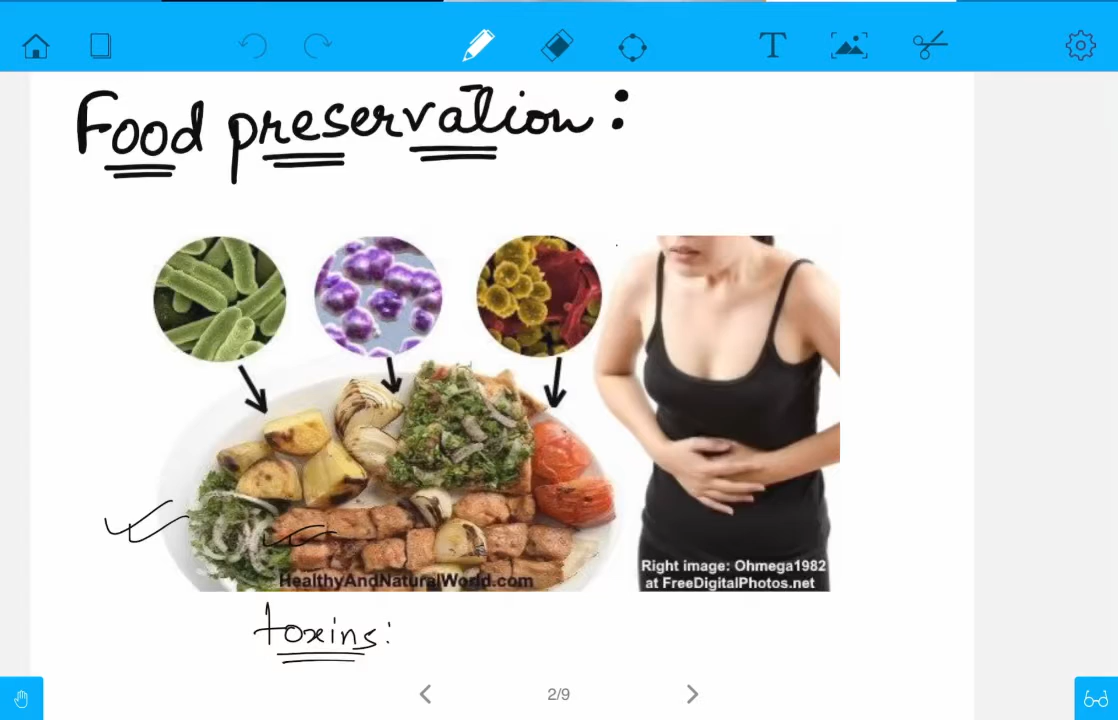 T
Food preservation:
HealthyAndNaturalWorld.com
Right image: Ohmega1982
at FreeDigitalPhotos.net
toxins:
2/9